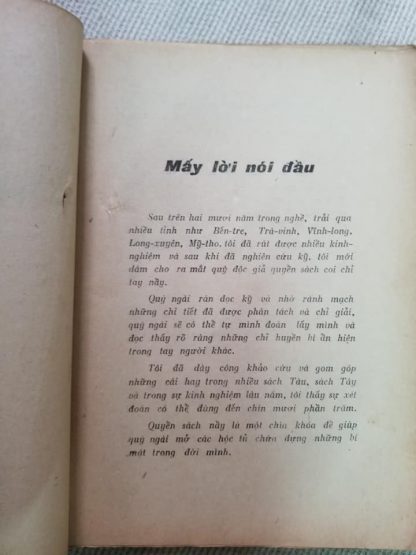 Mấy lời nói đầu
Sau trên hai mươi năm trong nghề, trải qua
nhiều tỉnh như Bến-tre, Trà-vinh, Vĩnh-long,
Long-xuyên, Mỹ-tho, tôi đã rút được nhiều kinh-
nghiệm và sau khi đã nghiên cứu kỹ, tôi mới
dám cho ra mắt quý độc giả quyển sách coi chỉ
tay nầy.
Quý ngài rán đọc kỹ và nhớ rành mạch
những chi tiết đã được phân tách và chỉ giải,
quý ngài sẽ có thể tự mình đoán lấy mình và
đọc thấy rõ ràng những chỉ huyền bí ẩn hiện
trong tay người khác.
Tôi đã dày công khảo cứu và gom góp
những cái hay trong nhiều sách Tàu, sách Tây
và trong sự kinh nghiệm lâu năm, tôi thấy sự xét
đoán có thể đúng đến chín mươi phần trăm.
Quyển sách nầy là một chìa khóa để giúp
quý ngài mở các học tủ chứa đựng những bí
mật trong đời mình.